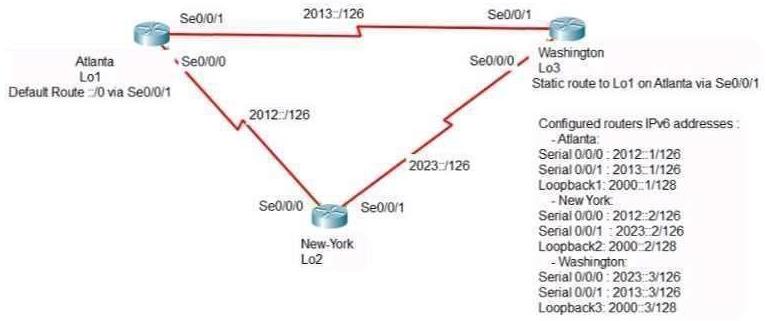 Se0/0/1
2013::/126
Se0/0/1
Atlanta
Lo1
Default Route ::/0 via Se0/0/1
Se0/0/0
Se0/0/0
Washington
Lo3
Static route to Lo1 on Atlanta via Se0/0/1
2012::/126
2023::/126
Se0/0/0
Se0/0/1
New-York
Lo2
Configured routers IPv6 addresses :
- Atlanta:
Serial 0/0/0 : 2012::1/126
Serial 0/0/1 : 2013::1/126
Loopback1: 2000::1/128
- New York:
Serial 0/0/0 : 2012::2/126
Serial 0/0/1 : 2023::2/126
Loopback2: 2000::2/128
- Washington:
Serial 0/0/0 : 2023::3/126
Serial 0/0/1 : 2013::3/126
Loopback3: 2000::3/128